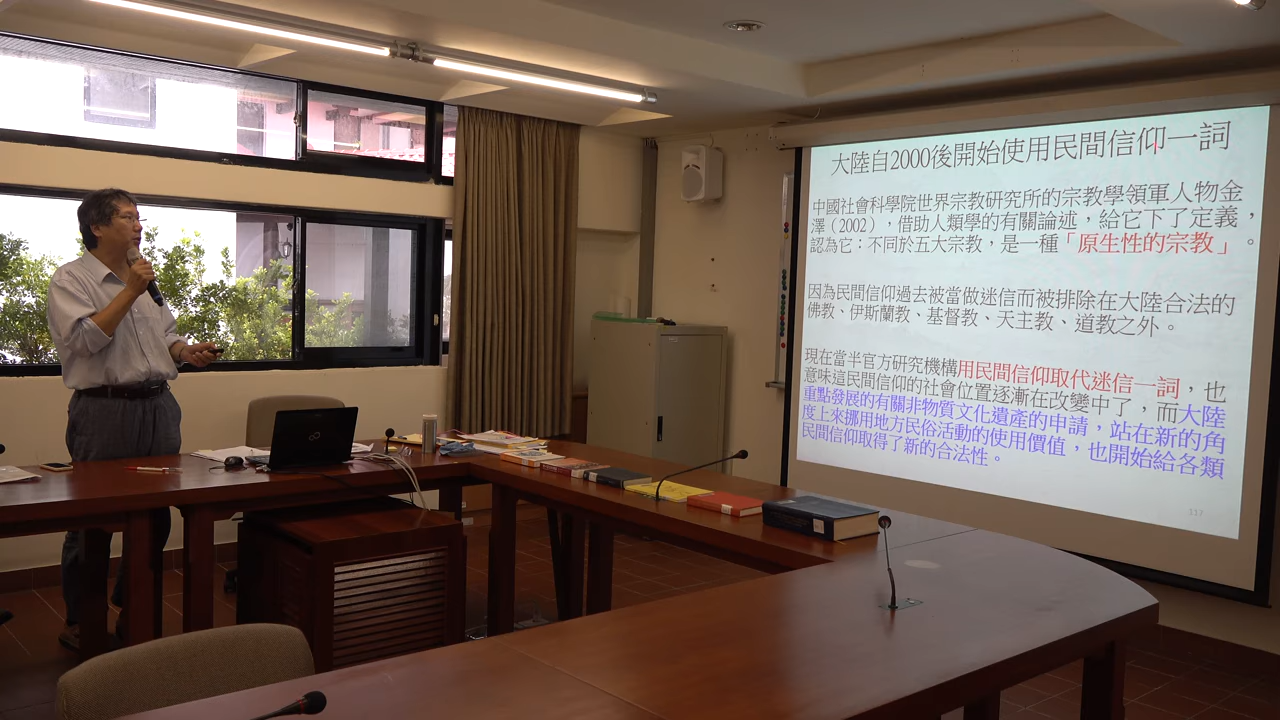 大陸自2000後開始使用民間信仰一詞
中國社會科學院世界宗教研究所的宗教學領軍人物金
澤（2002），借助人類學的有關論述，給它下了定義，
認為它：不同於五大宗教，是一種「原生性的宗教」。
因為民間信仰過去被當做迷信而被排除在大陸合法的
佛教、伊斯蘭教、基督教、天主教、道教之外。
現在當半官方研究機構用民間信仰取代迷信一詞，也
意味這民間信仰的社會位置逐漸在改變中了，而大陸
重點發展的有關非物質文化遺產的申請，站在新的角
度上來挪用地方民俗活動的使用價值，也開始給各類
民間信仰取得了新的合法性。
117